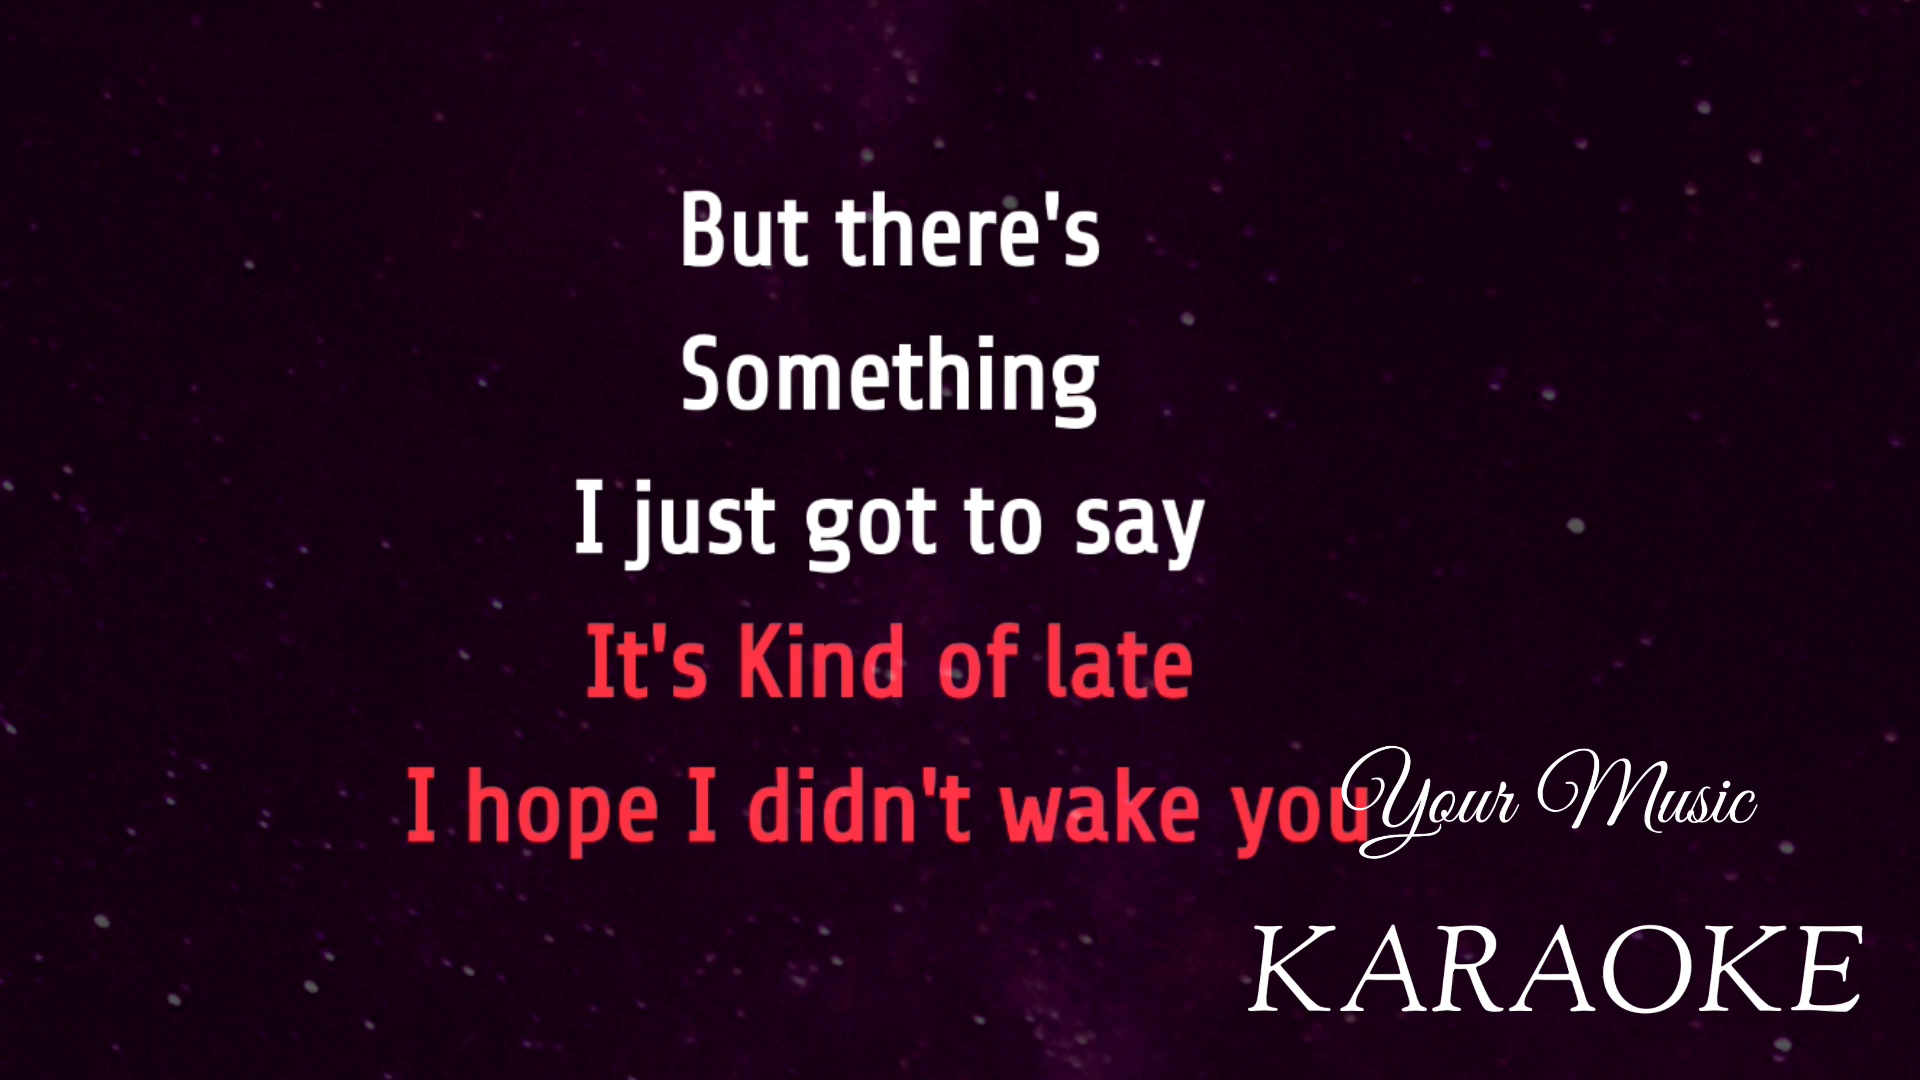 But there's
Something
I just got to say
It's Kind of late
I hope I didn't wake you
Your Music
KARAOKE